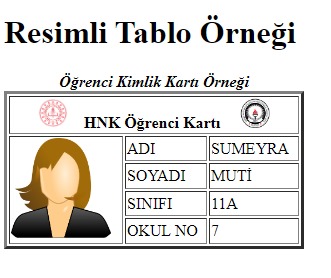 Resimli Tablo Örneği
Öğrenci Kimlik Kartı Örneği
HNK Öğrenci Kartı
ADI SUMEYRA
SOYADI MUTİ
SINIFI 11A
OKUL NO 7